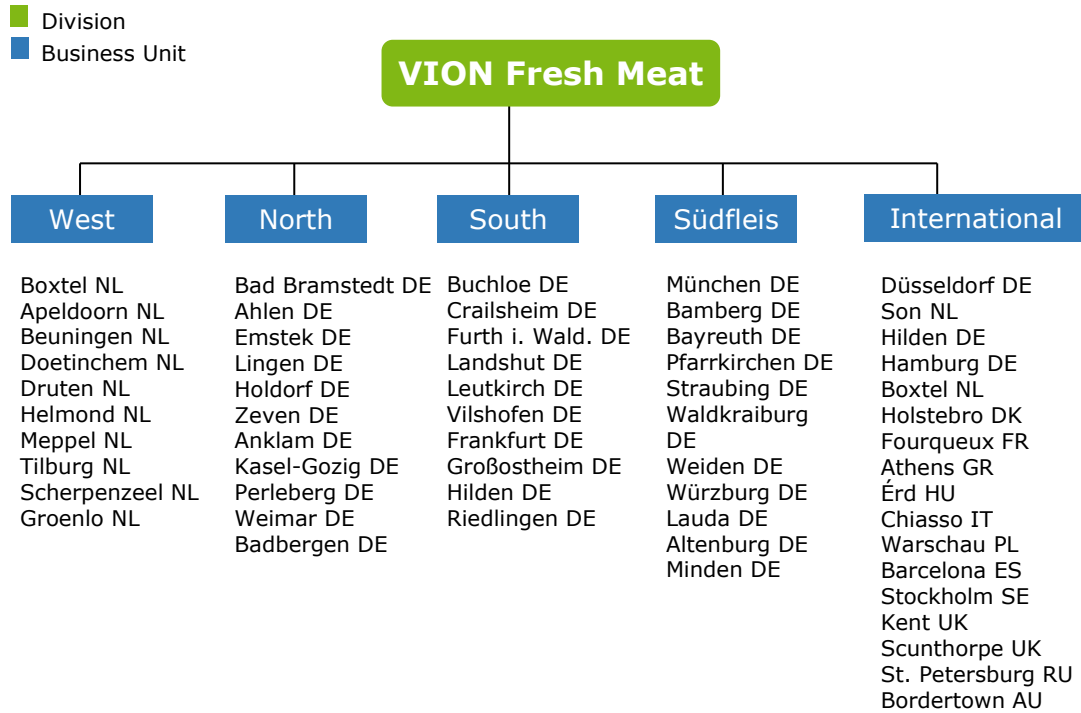 Division
Business Unit
VION Fresh Meat
West
North
South
Südfleis
International
Boxtel NL
Apeldoorn NL
Beuningen NL
Doetinchem NL
Druten NL
Helmond NL
Meppel NL
Tilburg NL
Scherpenzeel NL
Groenlo NL
Bad Bramstedt DE
Ahlen DE
Emstek DE
Lingen DE
Holdorf DE
Zeven DE
Anklam DE
Kasel-Gozig DE
Perleberg DE
Weimar DE
Badbergen DE
Buchloe DE
Crailsheim DE
Furth i. Wald. DE
Landshut DE
Leutkirch DE
Vilshofen DE
Frankfurt DE
Großostheim DE
Hilden DE
Riedlingen DE
München DE
Bamberg DE
Bayreuth DE
Pfarrkirchen DE
Straubing DE
Waldkraiburg
DE
Weiden DE
Würzburg DE
Lauda DE
Altenburg DE
Minden DE
Düsseldorf DE
Son NL
Hilden DE
Hamburg DE
Boxtel NL
Holstebro DK
Fourqueux FR
Athens GR
Érd HU
Chiasso IT
Warschau PL
Barcelona ES
Stockholm SE
Kent UK
Scunthorpe UK
St. Petersburg RU
Bordertown AU